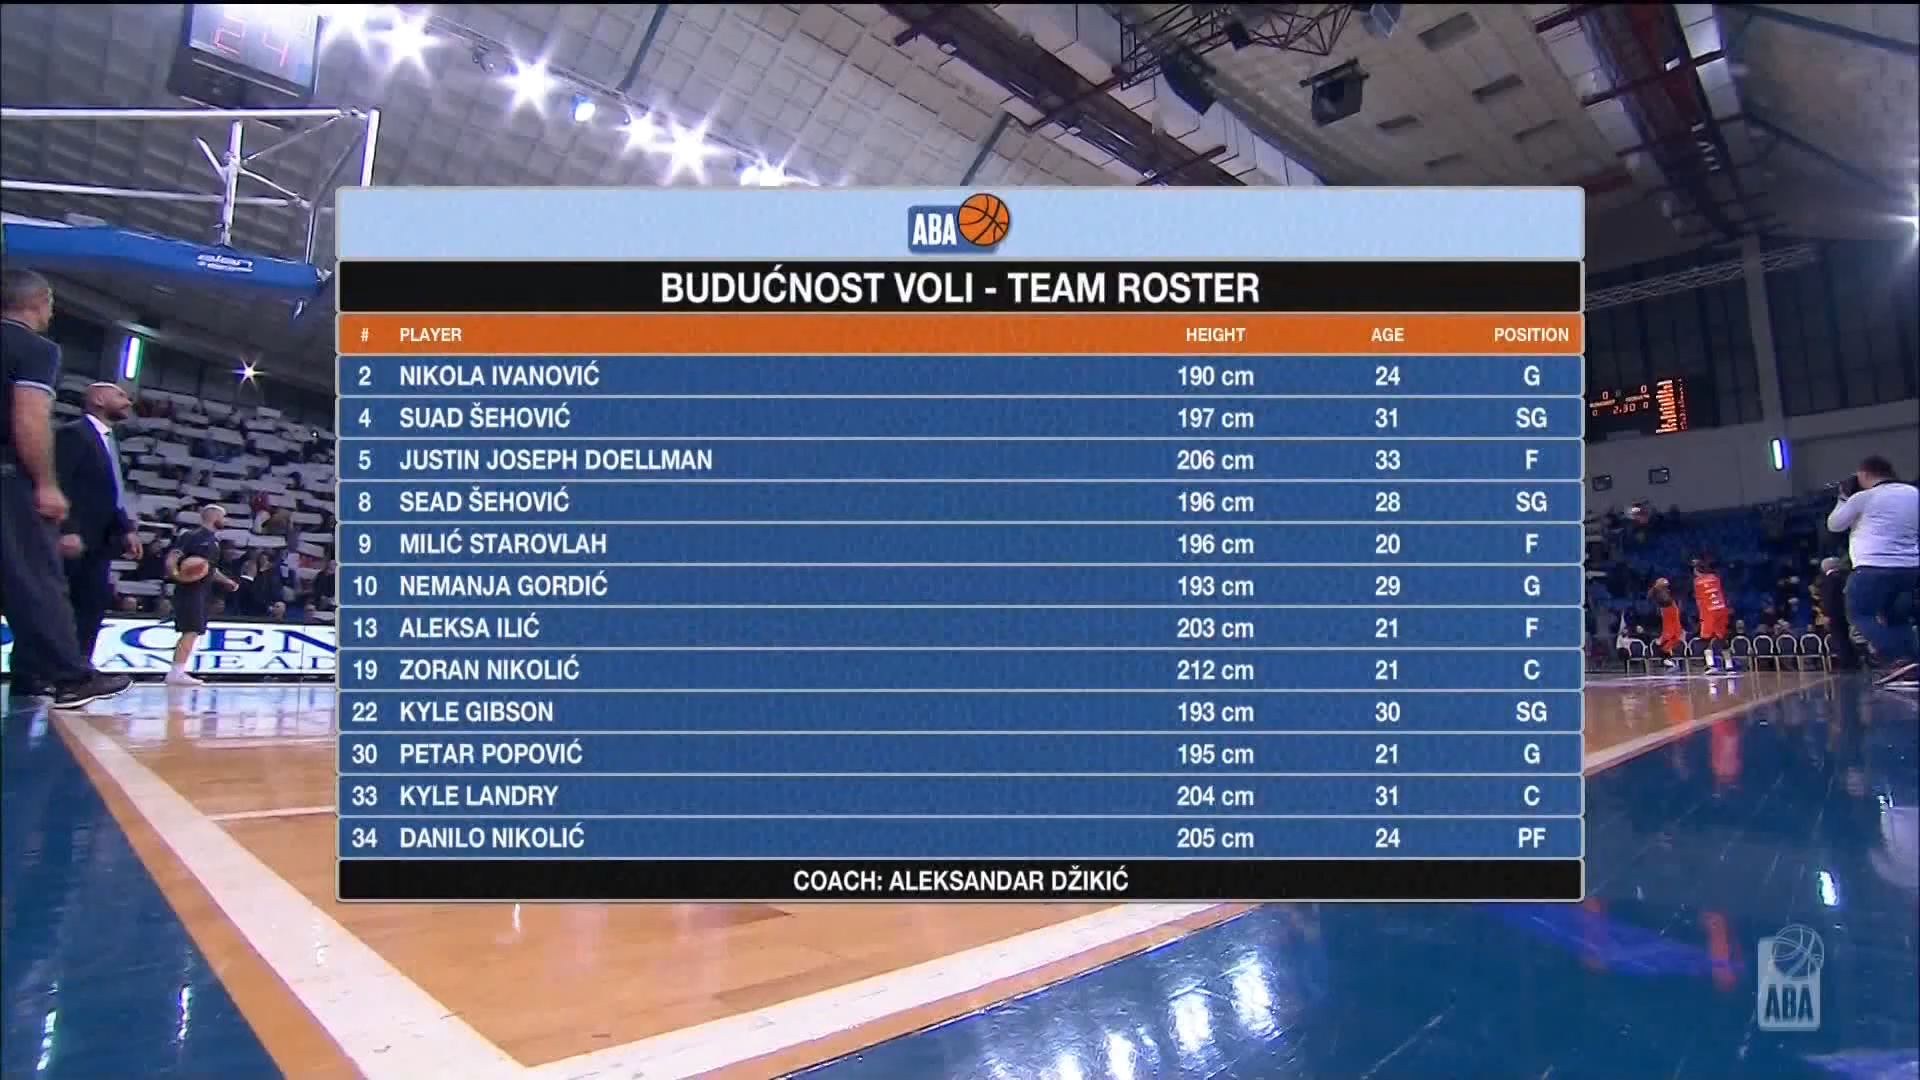 24
ABA
BUDUĆNOST VOLI - TEAM ROSTER
# PLAYER HEIGHT AGE POSITION
2 NIKOLA IVANOVIĆ 190 cm 24 G
4 SUAD ŠEHOVIĆ 197 cm 31 SG
5 JUSTIN JOSEPH DOELLMAN 206 cm 33 F
8 SEAD ŠEHOVIĆ 196 cm 28 SG
9 MILIĆ STAROVLAH 196 cm 20 F
10 NEMANJA GORDIĆ 193 cm 29 G
13 ALEKSA ILIĆ 203 cm 21 F
19 ZORAN NIKOLIĆ 212 cm 21 C
22 KYLE GIBSON 193 cm 30 SG
30 PETAR POPOVIĆ 195 cm 21 G
33 KYLE LANDRY 204 cm 31 C
34 DANILO NIKOLIĆ 205 cm 24 PF
COACH: ALEKSANDAR DŽIKIĆ
ABA